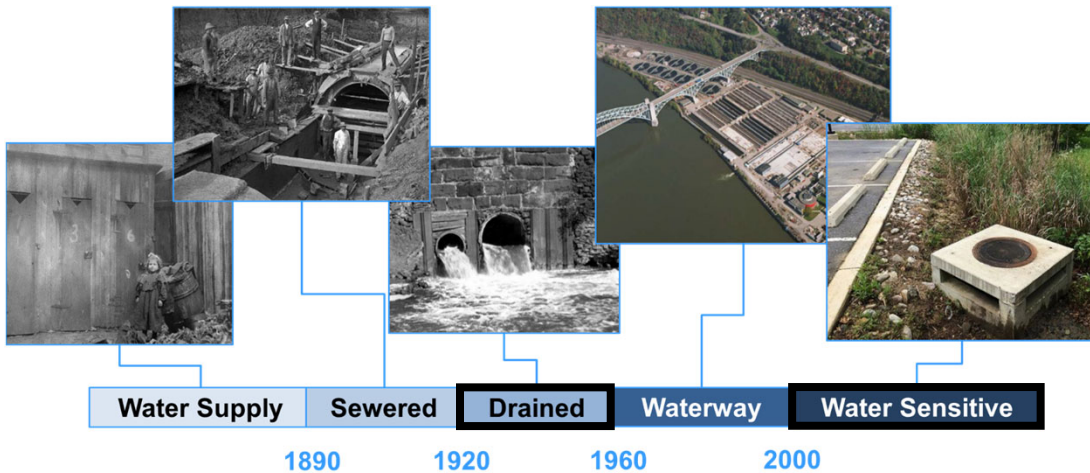 Water Supply
Sewered
Drained
Waterway
Water Sensitive
1890
1920
1960
2000